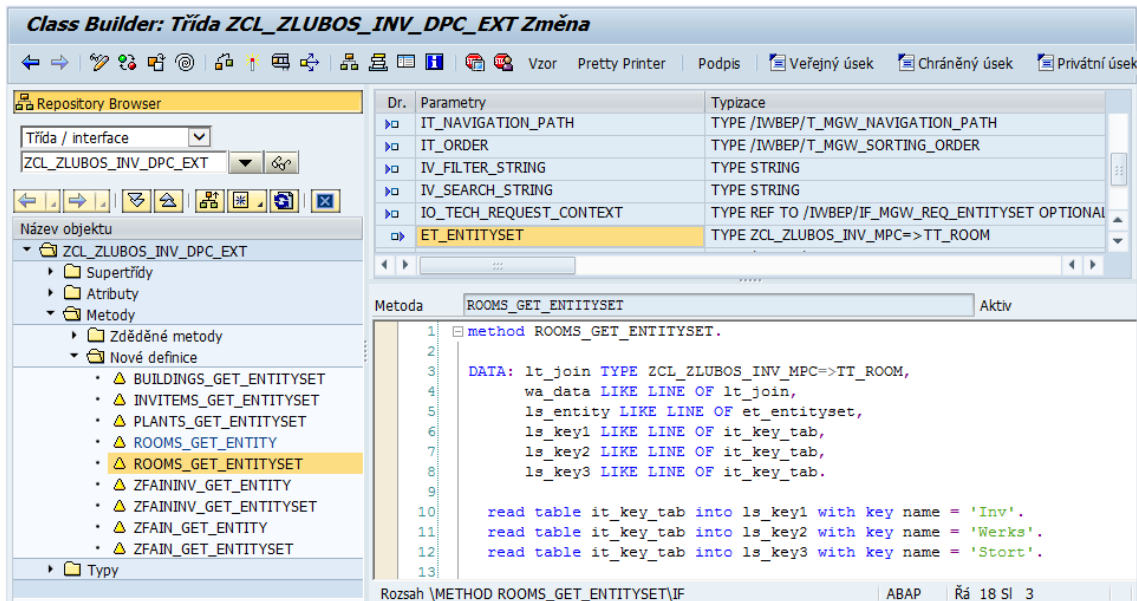 Class Builder: Třída ZCL_ZLUBOS_INV_DPC_EXT Změna
Vzor Pretty Printer Podpis Veřejný úsek Chráněný úsek Privátní úsek
Repository Browser
Třída / interface
ZCL_ZLUBOS_INV_DPC_EXT
Název objektu
ZCL_ZLUBOS_INV_DPC_EXT
Supertřídy
Atributy
Metody
Zděděné metody
Nové definice
BUILDINGS_GET_ENTITYSET
INVITEMS_GET_ENTITYSET
PLANTS_GET_ENTITYSET
ROOMS_GET_ENTITY
ROOMS_GET_ENTITYSET
ZFAININV_GET_ENTITY
ZFAININV_GET_ENTITYSET
ZFAIN_GET_ENTITY
ZFAIN_GET_ENTITYSET
Typy
Dr. Parametry Typizace
IT_NAVIGATION_PATH TYPE /IWBEP/T_MGW_NAVIGATION_PATH
IT_ORDER TYPE /IWBEP/T_MGW_SORTING_ORDER
IV_FILTER_STRING TYPE STRING
IV_SEARCH_STRING TYPE STRING
IO_TECH_REQUEST_CONTEXT TYPE REF TO /IWBEP/IF_MGW_REQ_ENTITYSET OPTIONAL
ET_ENTITYSET TYPE ZCL_ZLUBOS_INV_MPC=>TT_ROOM
Metoda ROOMS_GET_ENTITYSET Aktiv
1 method ROOMS_GET_ENTITYSET.
2
3 DATA: lt_join TYPE ZCL_ZLUBOS_INV_MPC=>TT_ROOM,
4 wa_data LIKE LINE OF lt_join,
5 ls_entity LIKE LINE OF et_entityset,
6 ls_key1 LIKE LINE OF it_key_tab,
7 ls_key2 LIKE LINE OF it_key_tab,
8 ls_key3 LIKE LINE OF it_key_tab.
9
10 read table it_key_tab into ls_key1 with key name = 'Inv'.
11 read table it_key_tab into ls_key2 with key name = 'Werks'.
12 read table it_key_tab into ls_key3 with key name = 'Stort'.
13
Rozsah \METHOD ROOMS_GET_ENTITYSET\IF ABAP Řá 18 Sl 3